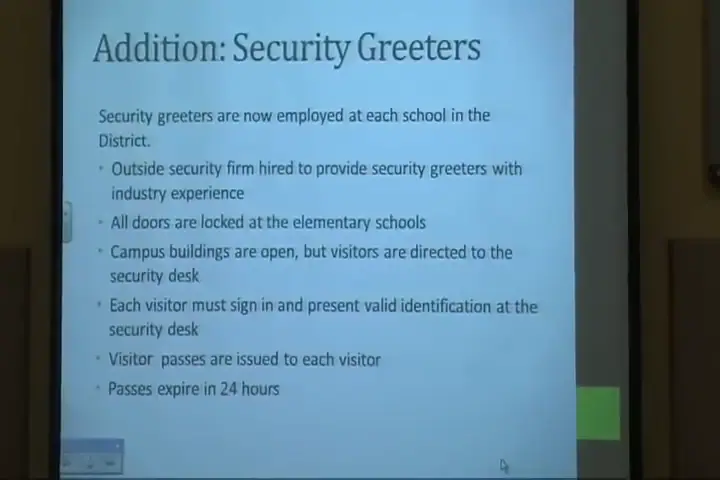 Addition: Security Greeters
Security greeters are now employed at each school in the
District.
• Outside security firm hired to provide security greeters with
industry experience
• All doors are locked at the elementary schools
• Campus buildings are open, but visitors are directed to the
security desk
• Each visitor must sign in and present valid identification at the
security desk
• Visitor passes are issued to each visitor
• Passes expire in 24 hours